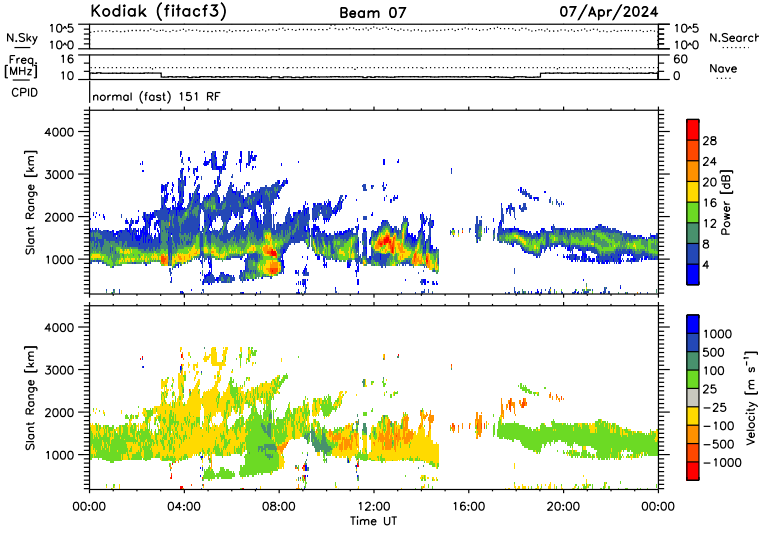 Kodiak (fitacf3) Beam 07 07/Apr/2024
N.Sky 10^5 10^0 10^5 10^0 N.Search
Freq. [MHz] 16 10 60 0 Nave
CPID normal (fast) 151 RF
Slant Range [km] 4000 3000 2000 1000
28 24 20 16 12 8 4 Power [dB]
Slant Range [km] 4000 3000 2000 1000
1000 500 100 25 −25 −100 −500 −1000 Velocity [m s⁻¹]
00:00 04:00 08:00 12:00 16:00 20:00 00:00
Time UT